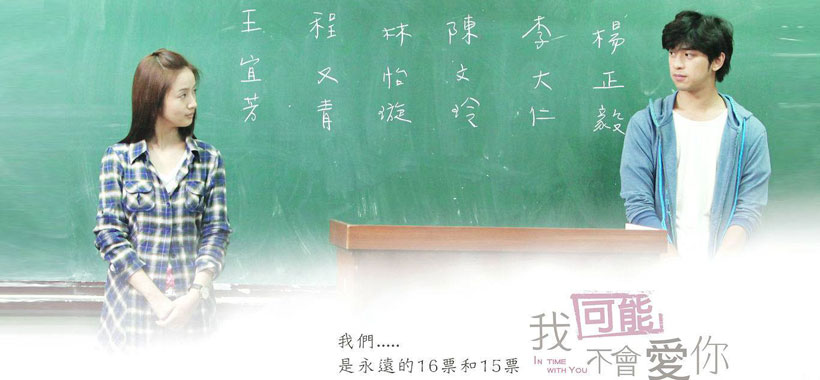 王宜芳
程又青
林怡璇
陳文玲
李大仁
楊正毅
我們.....
是永遠的16票和15票
我可能
不會愛你
IN TIME
WITH YOU